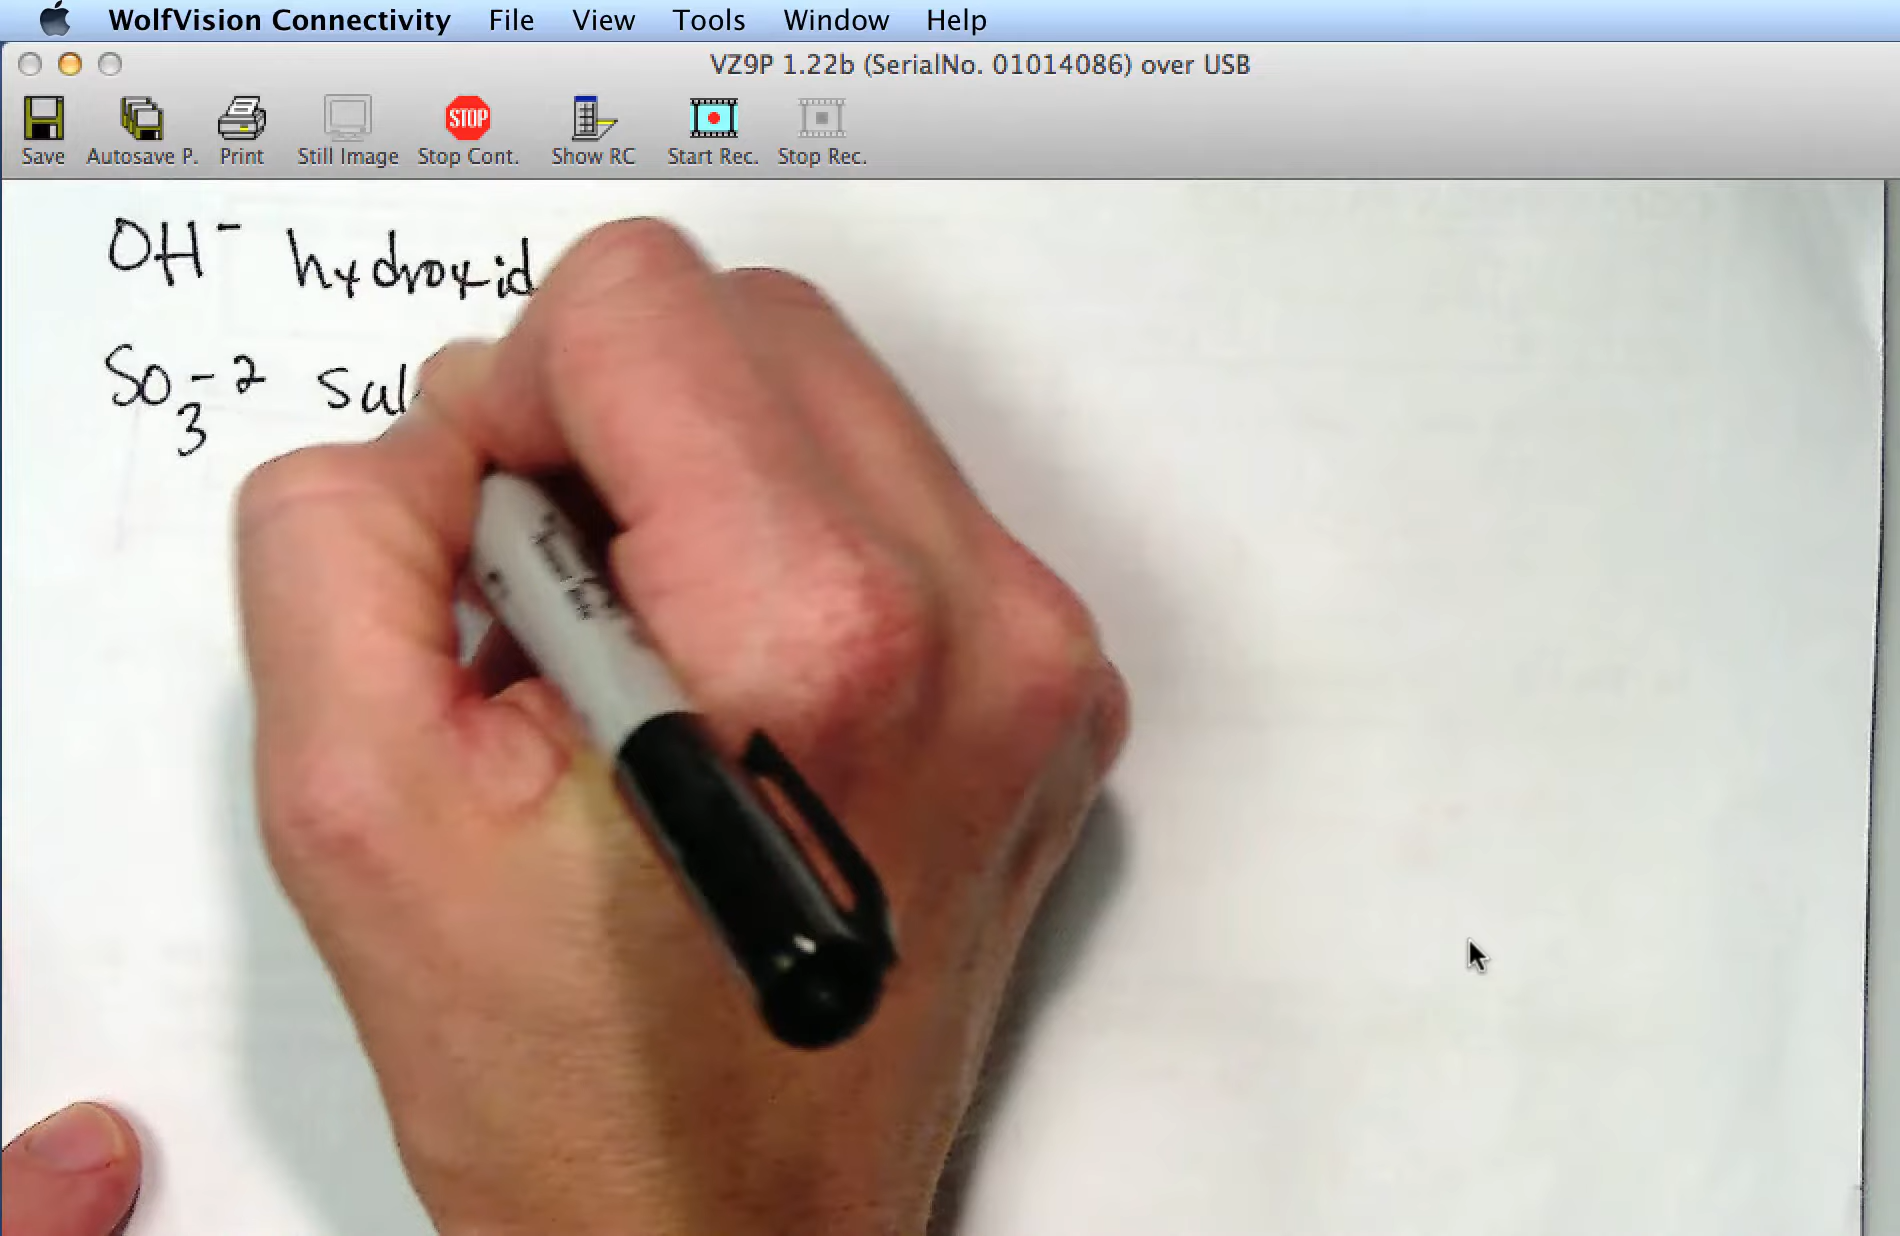 WolfVision Connectivity File View Tools Window Help
VZ9P 1.22b (SerialNo. 01014086) over USB
Save Autosave P. Print Still Image Stop Cont. Show RC Start Rec. Stop Rec.
STOP
OH⁻ hydroxid
SO₃⁻² sul